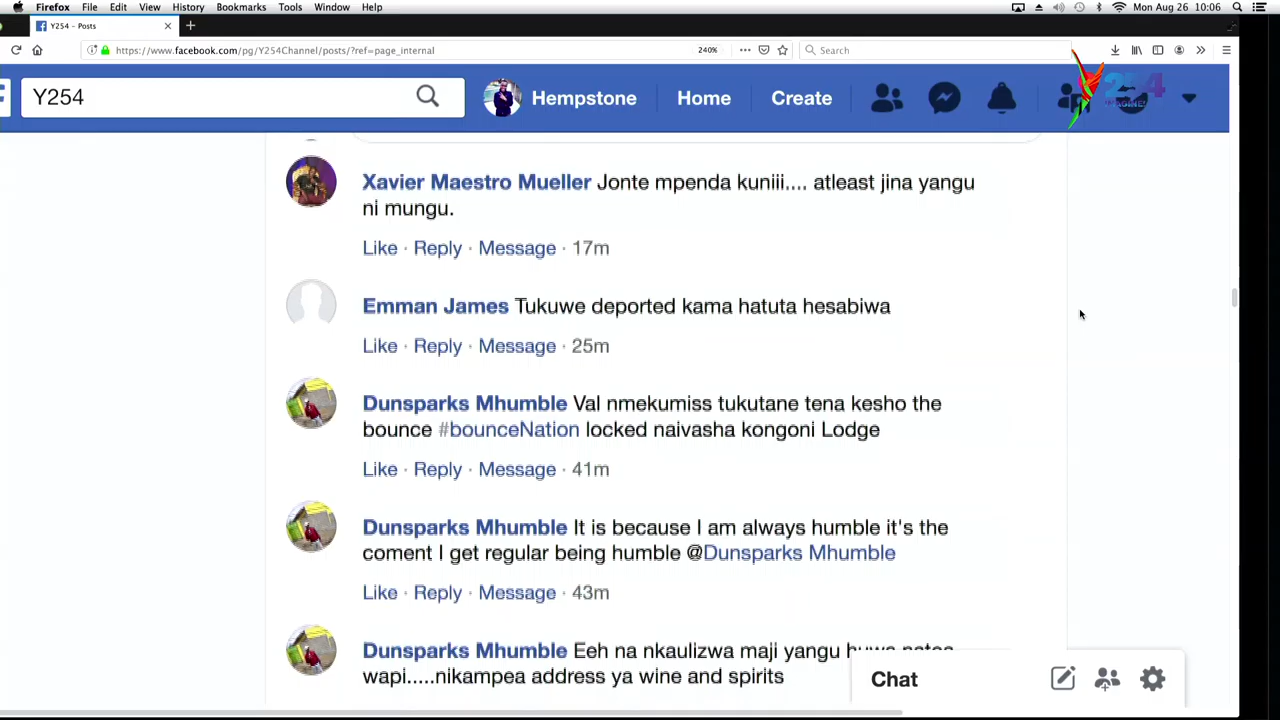 Firefox File Edit View History Bookmarks Tools Window Help Mon Aug 26 10:06
Y254 - Posts
https://www.facebook.com/pg/Y254Channel/posts/?ref=page_internal 240% Search
Y254 Hempstone Home Create
Y254
Xavier Maestro Mueller Jonte mpenda kuniii.... atleast jina yangu
ni mungu.
Like · Reply · Message · 17m
Emman James Tukuwe deported kama hatuta hesabiwa
Like · Reply · Message · 25m
Dunsparks Mhumble Val nmekumiss tukutane tena kesho the
bounce #bounceNation locked naivasha kongoni Lodge
Like · Reply · Message · 41m
Dunsparks Mhumble It is because I am always humble it's the
coment I get regular being humble @Dunsparks Mhumble
Like · Reply · Message · 43m
Dunsparks Mhumble Eeh na nkaulizwa maji yangu
wapi.....nikampea address ya wine and spirits
Chat